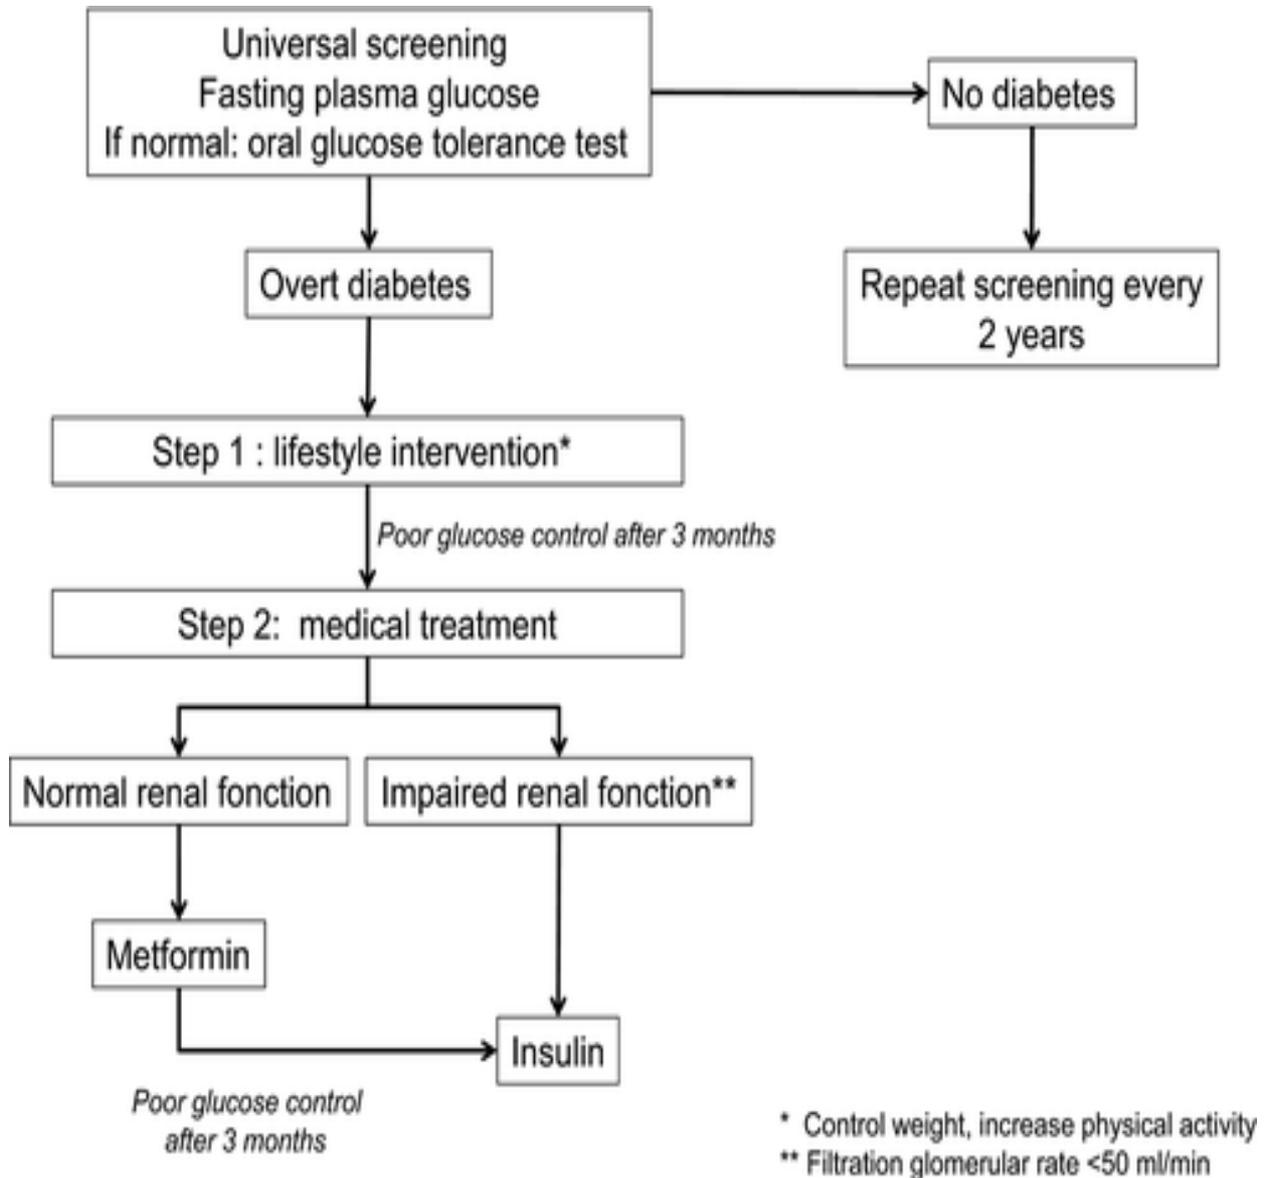 Universal screening
Fasting plasma glucose
If normal: oral glucose tolerance test
No diabetes
Repeat screening every
2 years
Overt diabetes
Step 1 : lifestyle intervention*
Poor glucose control after 3 months
Step 2:  medical treatment
Normal renal fonction
Impaired renal fonction**
Metformin
Insulin
Poor glucose control
after 3 months
* Control weight, increase physical activity
** Filtration glomerular rate <50 ml/min